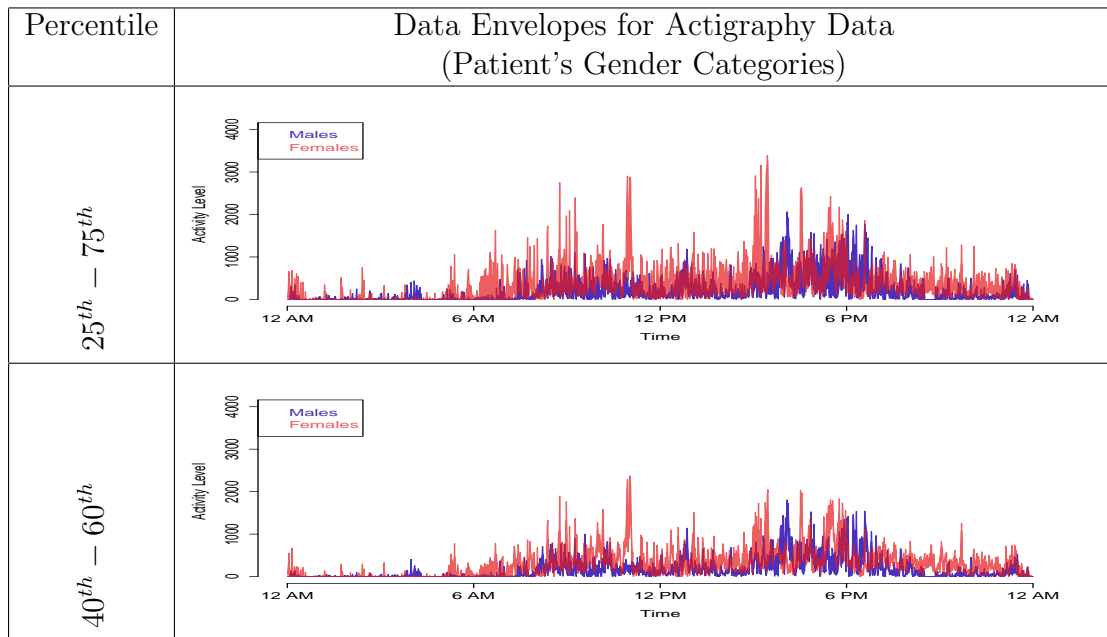 Percentile
Data Envelopes for Actigraphy Data
(Patient's Gender Categories)
25th − 75th
Activity Level
4000
3000
2000
1000
0
Males
Females
12 AM 6 AM 12 PM 6 PM 12 AM
Time
40th − 60th
Activity Level
4000
3000
2000
1000
0
Males
Females
12 AM 6 AM 12 PM 6 PM 12 AM
Time